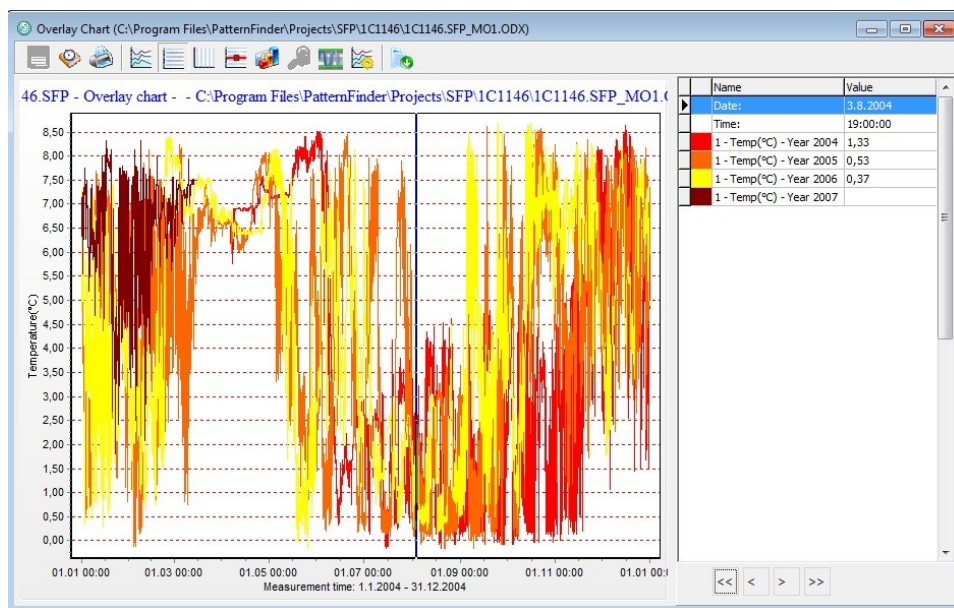 Overlay Chart (C:\Program Files\PatternFinder\Projects\SFP\1C1146\1C1146.SFP_MO1.ODX)
46.SFP - Overlay chart - - C:\Program Files\PatternFinder\Projects\SFP\1C1146\1C1146.SFP_MO1.(
8,50
8,00
7,50
7,00
6,50
6,00
5,50
5,00
4,50
4,00
3,50
3,00
2,50
2,00
1,50
1,00
0,50
0,00
Temperature(°C)
01.01 00:00 01.03 00:00 01.05 00:00 01.07 00:00 01.09 00:00 01.11 00:00 01.01 00:(
Measurement time: 1.1.2004 - 31.12.2004
Name Value
Date: 3.8.2004
Time: 19:00:00
1 - Temp(°C) - Year 2004 1,33
1 - Temp(°C) - Year 2005 0,53
1 - Temp(°C) - Year 2006 0,37
1 - Temp(°C) - Year 2007
<< < > >>